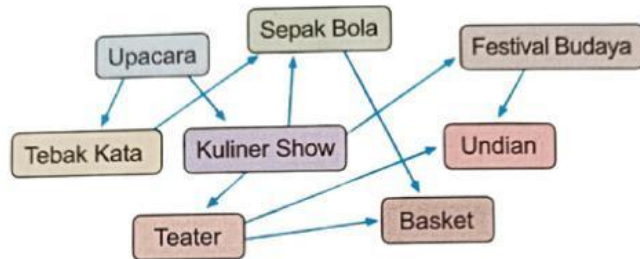 Sepak Bola
Upacara
Festival Budaya
Tebak Kata
Kuliner Show
Undian
Teater
Basket